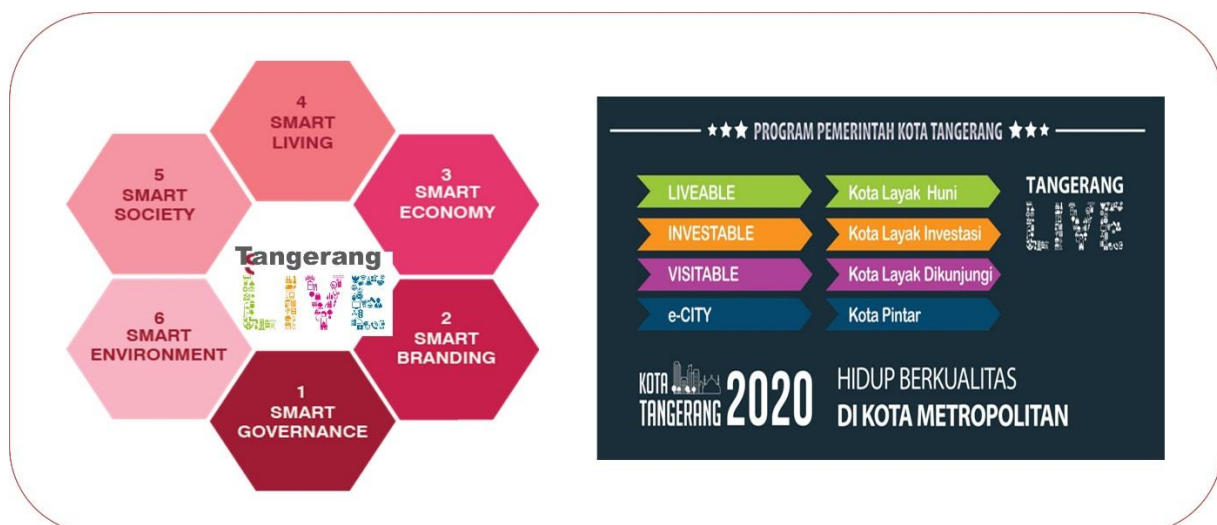 4
SMART
LIVING
5
SMART
SOCIETY
3
SMART
ECONOMY
Tangerang
LIVE
6
SMART
ENVIRONMENT
2
SMART
BRANDING
1
SMART
GOVERNANCE
PROGRAM PEMERINTAH KOTA TANGERANG
LIVEABLE Kota Layak Huni
INVESTABLE Kota Layak Investasi
VISITABLE Kota Layak Dikunjungi
e-CITY Kota Pintar
TANGERANG
LIVE
KOTA
TANGERANG 2020
HIDUP BERKUALITAS
DI KOTA METROPOLITAN